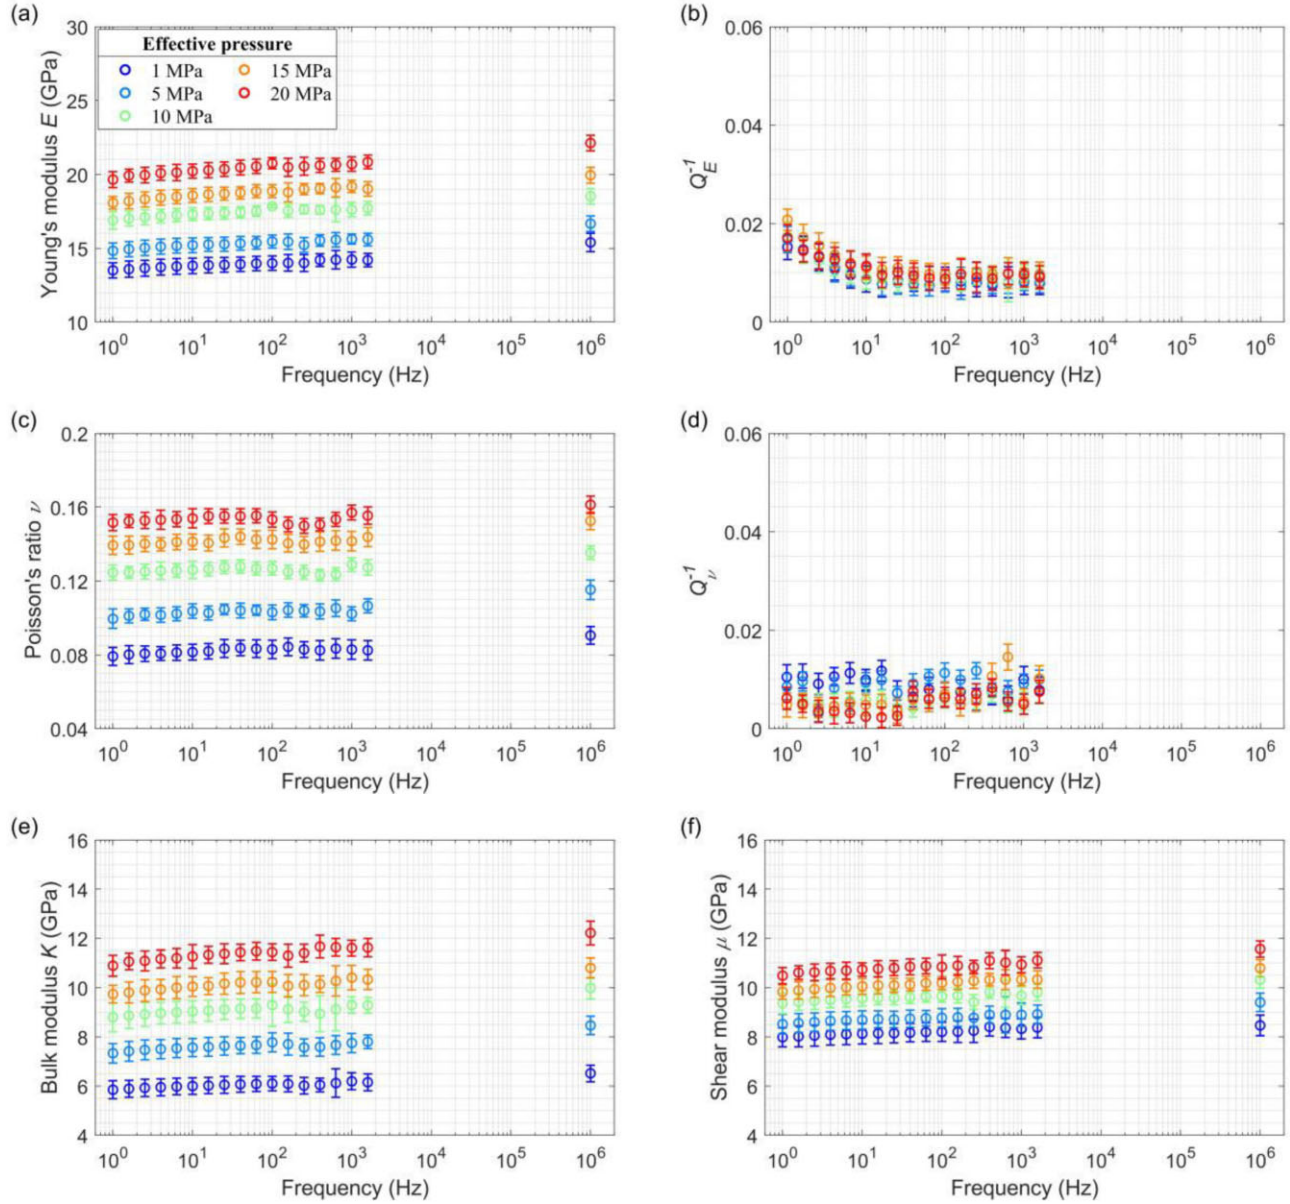 (a)
30
25
20
15
10
Young's modulus E (GPa)
Effective pressure
1 MPa 15 MPa
5 MPa 20 MPa
10 MPa
10^0 10^1 10^2 10^3 10^4 10^5 10^6
Frequency (Hz)
(b)
0.06
0.04
0.02
0
Q_E^-1
10^0 10^1 10^2 10^3 10^4 10^5 10^6
Frequency (Hz)
(c)
0.2
0.16
0.12
0.08
0.04
Poisson's ratio ν
10^0 10^1 10^2 10^3 10^4 10^5 10^6
Frequency (Hz)
(d)
0.06
0.04
0.02
0
Q_ν^-1
10^0 10^1 10^2 10^3 10^4 10^5 10^6
Frequency (Hz)
(e)
16
14
12
10
8
6
4
Bulk modulus K (GPa)
10^0 10^1 10^2 10^3 10^4 10^5 10^6
Frequency (Hz)
(f)
16
14
12
10
8
6
4
Shear modulus μ (GPa)
10^0 10^1 10^2 10^3 10^4 10^5 10^6
Frequency (Hz)